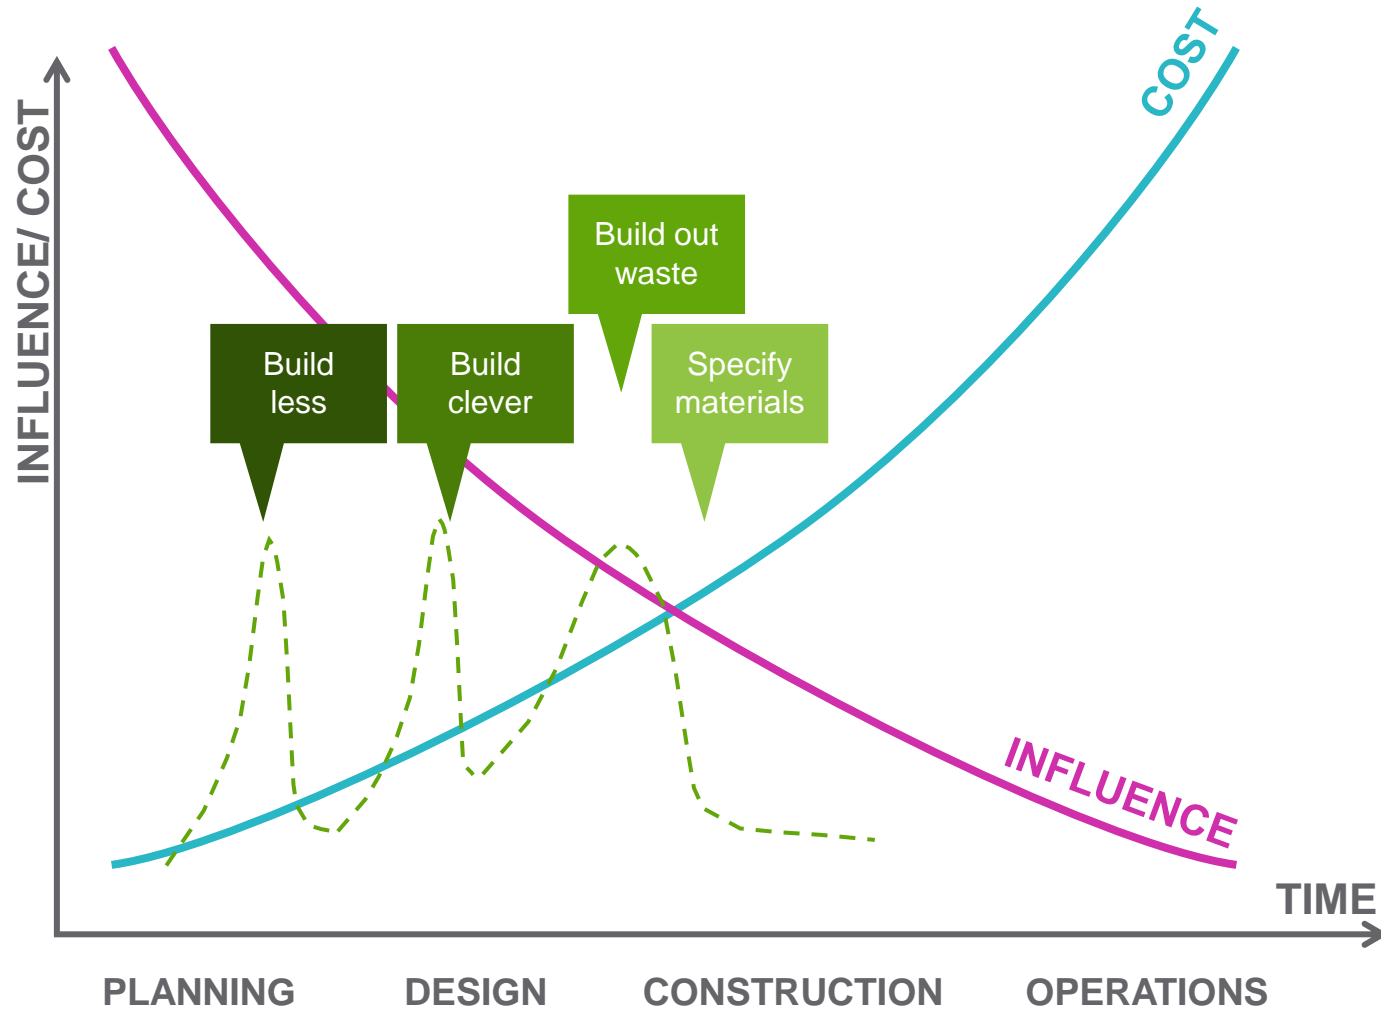 COST
INFLUENCE/ COST
Build out
waste
Build
less
Build
clever
Specify
materials
INFLUENCE
TIME
PLANNING
DESIGN
CONSTRUCTION
OPERATIONS